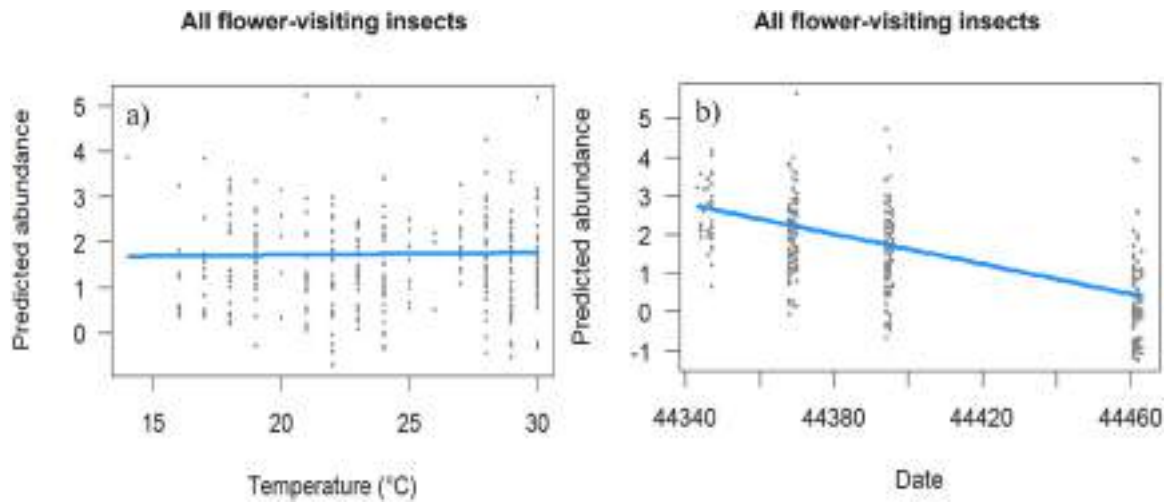 All flower-visiting insects
a)
Predicted abundance
5
4
3
2
1
0
15 20 25 30
Temperature (°C)
All flower-visiting insects
b)
Predicted abundance
5
4
3
2
1
0
-1
44340 44380 44420 44460
Date